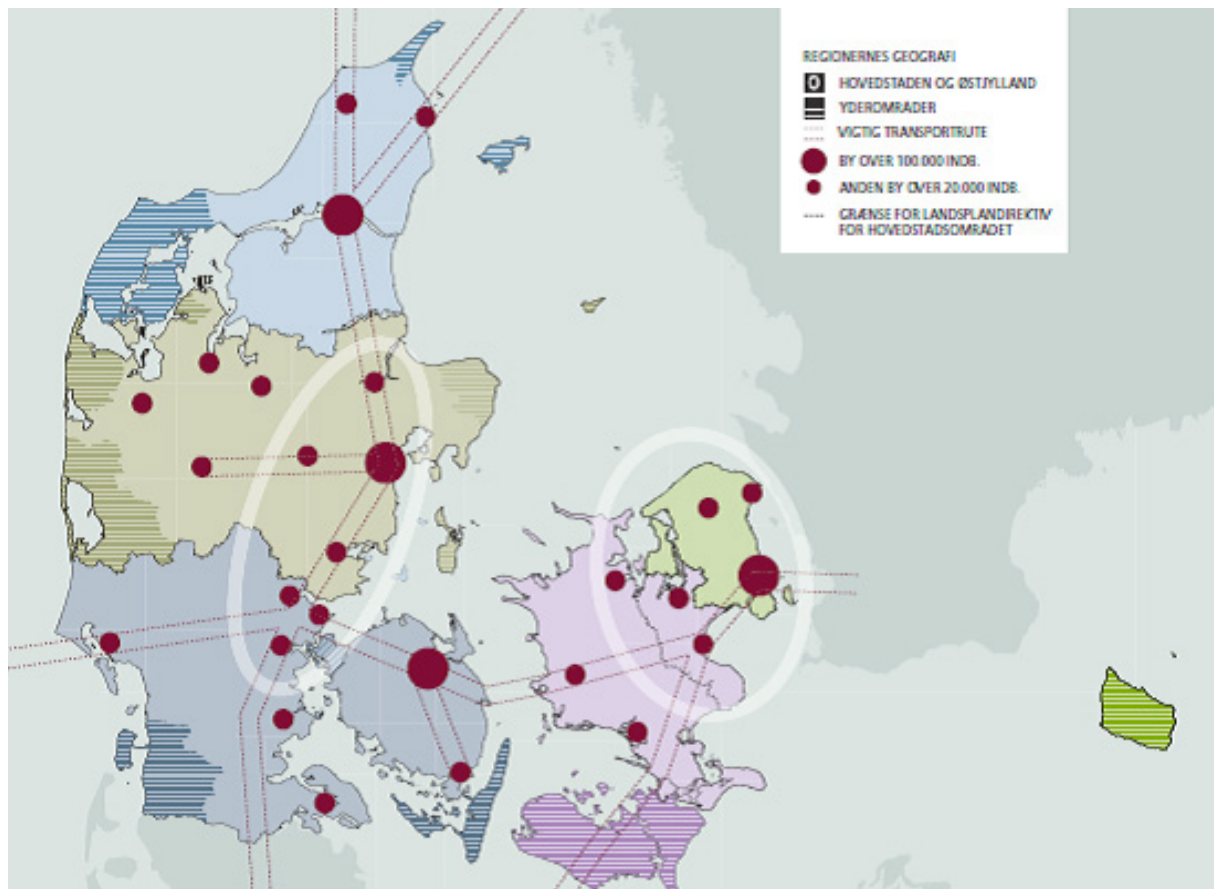 REGIONERNES GEOGRAFI
HOVEDSTADEN OG ØSTJYLLAND
YDEROMRÅDER
VIGTIG TRANSPORTRUTE
BY OVER 100.000 INDB.
ANDEN BY OVER 20.000 INDB.
GRÆNSE FOR LANDSPLANDIREKTIV
FOR HOVEDSTADSOMRÅDET